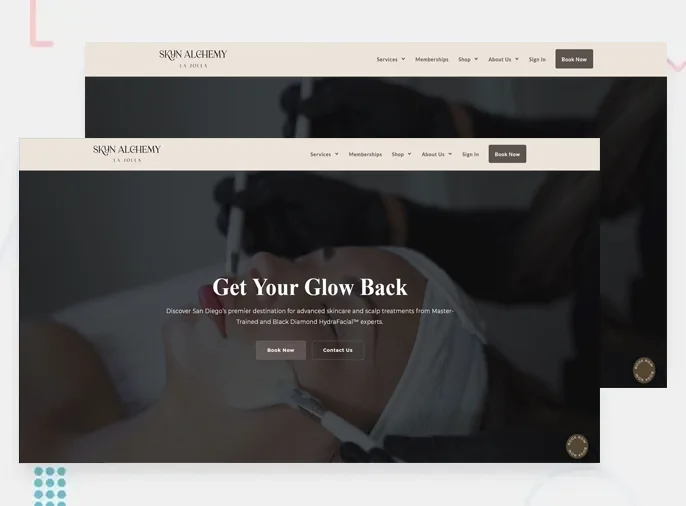 SKYN ALCHEMY
LA JOLLA
Services Memberships Shop About Us Sign In Book Now
SKYN ALCHEMY
LA JOLLA
Services Memberships Shop About Us Sign In Book Now
Get Your Glow Back
Discover San Diego's premier destination for advanced skincare and scalp treatments from Master-
Trained and Black Diamond HydraFacial™ experts.
Book Now Contact Us